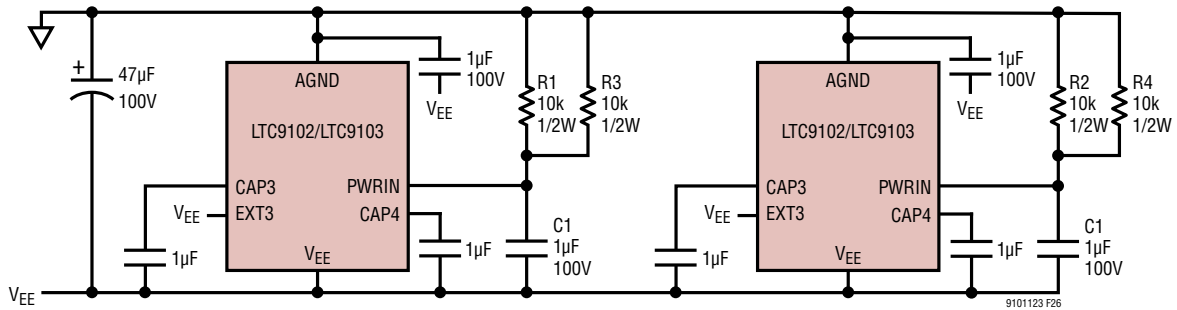 +
47µF
100V
AGND
LTC9102/LTC9103
CAP3
EXT3
PWRIN
CAP4
VEE
VEE
1µF
1µF
100V
VEE
R1
10k
1/2W
R3
10k
1/2W
1µF
C1
1µF
100V
AGND
LTC9102/LTC9103
CAP3
EXT3
PWRIN
CAP4
VEE
VEE
1µF
1µF
100V
VEE
R2
10k
1/2W
R4
10k
1/2W
1µF
C1
1µF
100V
VEE
9101123 F26